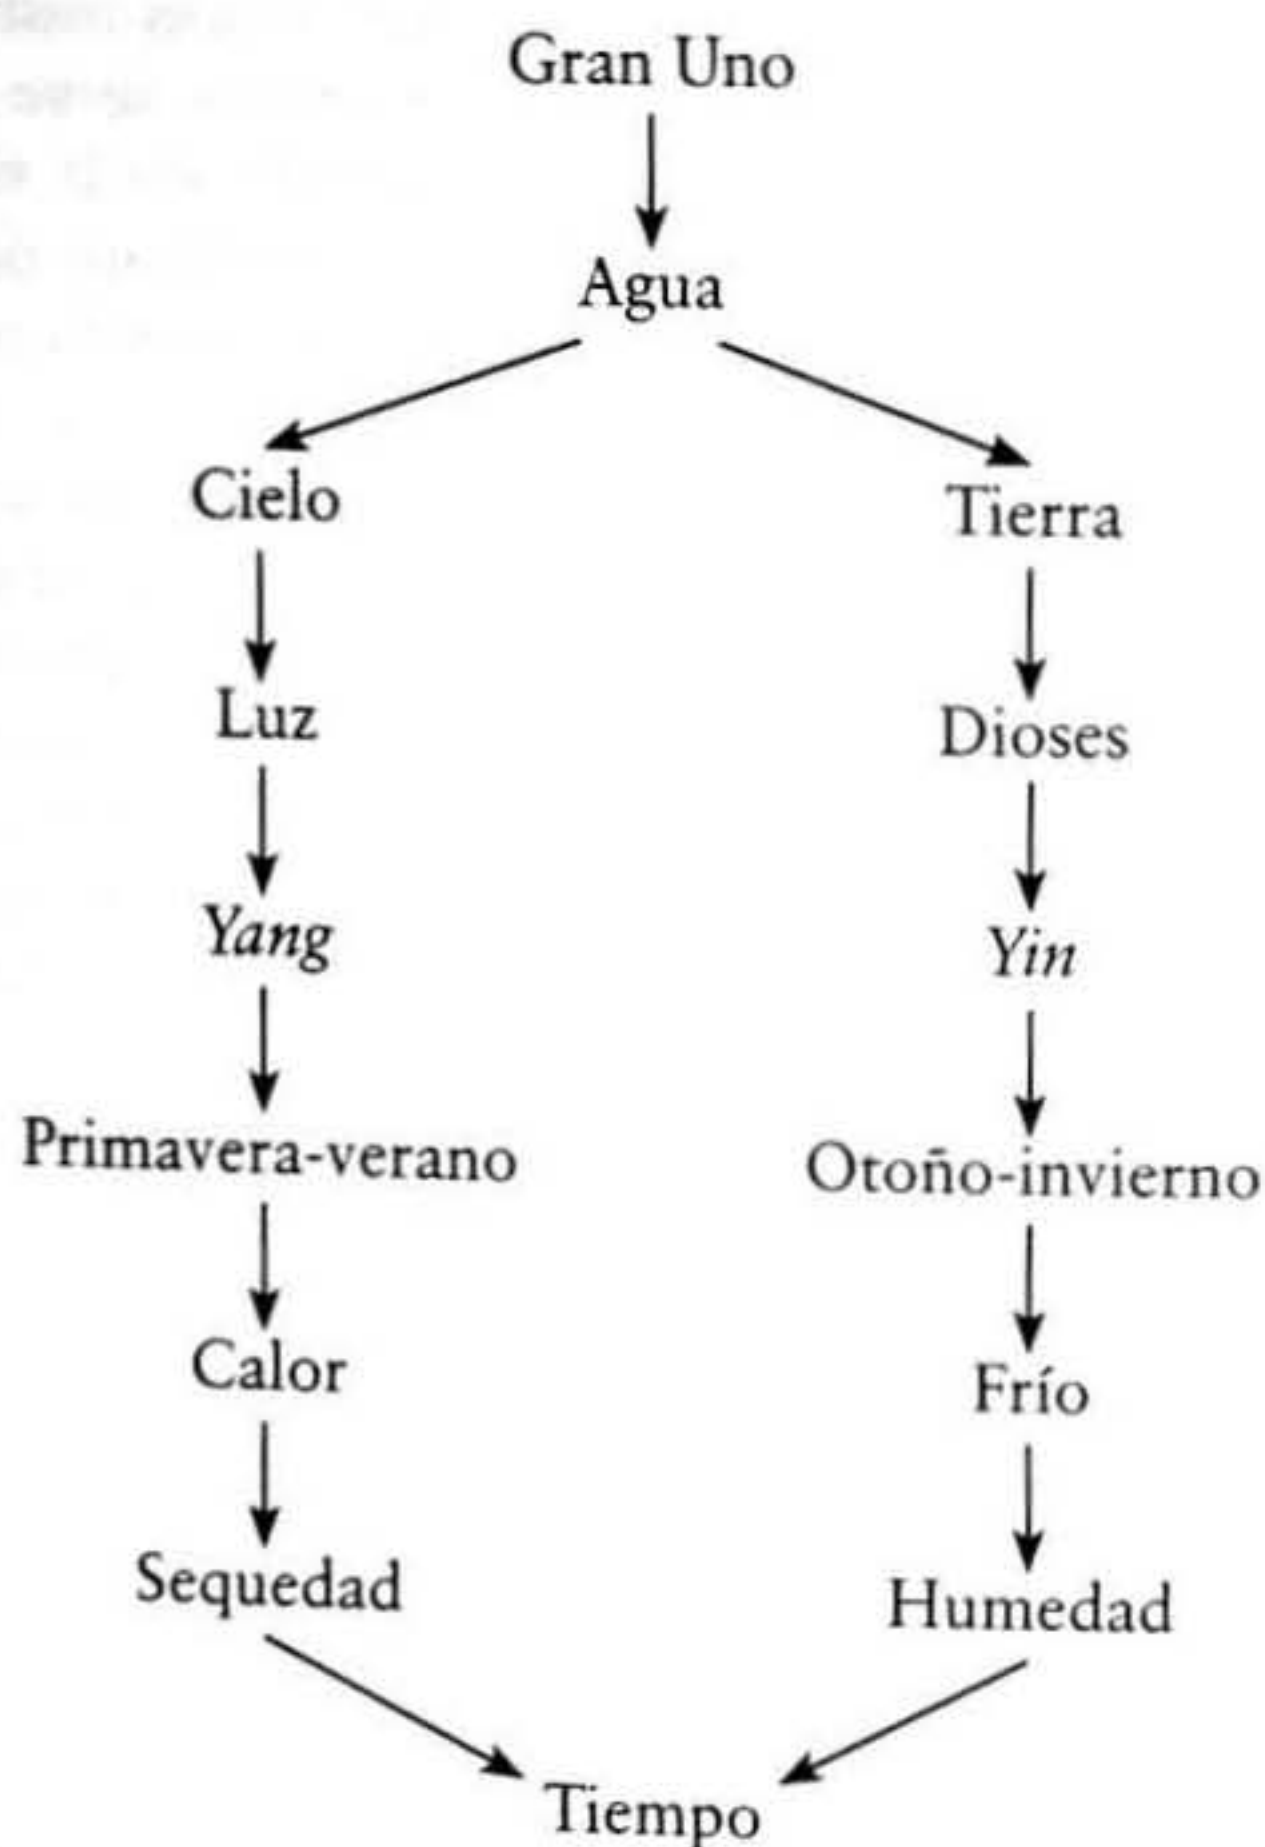 Gran Uno
Agua
Cielo
Tierra
Luz
Dioses
Yang
Yin
Primavera-verano
Otoño-invierno
Calor
Frío
Sequedad
Humedad
Tiempo